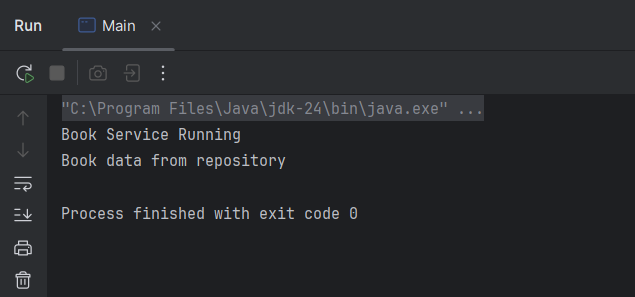 Run Main
"C:\Program Files\Java\jdk-24\bin\java.exe" ...
Book Service Running
Book data from repository
Process finished with exit code 0